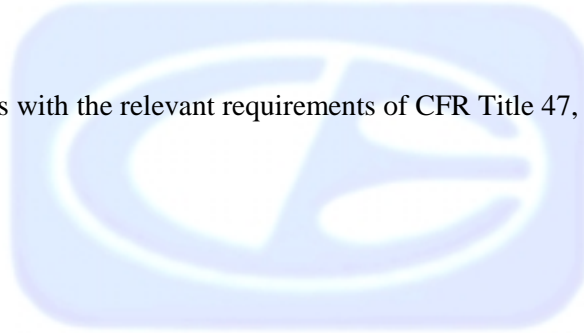 s with the relevant requirements of CFR Title 47,